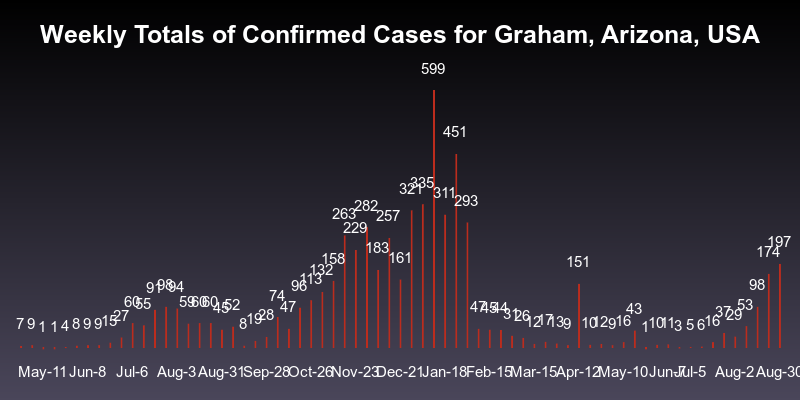 Weekly Totals of Confirmed Cases for Graham, Arizona, USA
7 9 1 1 4 8 9 9 15 27 60 55 91 98 94 59 60 60 45 52 8 19 28 74 47 96 113 132 158 263 229 282 183 257 161 321 335 599 311 451 293 47 45 44 31 26 12 17 13 9 151 10 12 9 16 43 1 10 11 3 5 6 16 37 29 53 98 174 197
May-11 Jun-8 Jul-6 Aug-3 Aug-31 Sep-28 Oct-26 Nov-23 Dec-21 Jan-18 Feb-15 Mar-15 Apr-12 May-10 Jun-7 Jul-5 Aug-2 Aug-30